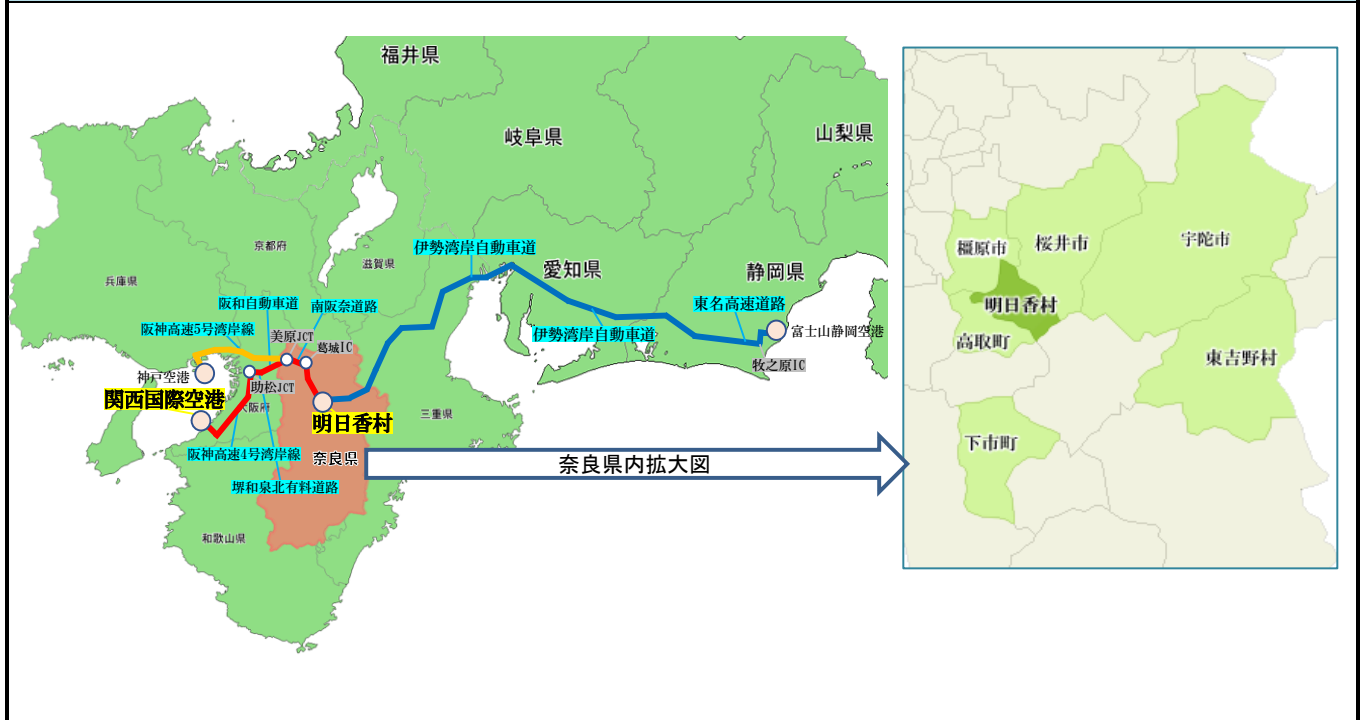 福井県
岐阜県
山梨県
京都府
滋賀県
兵庫県
伊勢湾岸自動車道
愛知県
静岡県
阪和自動車道
南阪奈道路
東名高速道路
阪神高速5号湾岸線
美原JCT
葛城IC
伊勢湾岸自動車道
富士山静岡空港
牧之原IC
神戸空港
助松JCT
関西国際空港
大阪府
明日香村
三重県
阪神高速4号湾岸線
奈良県
堺和泉北有料道路
和歌山県
奈良県内拡大図
橿原市
桜井市
宇陀市
明日香村
高取町
東吉野村
下市町